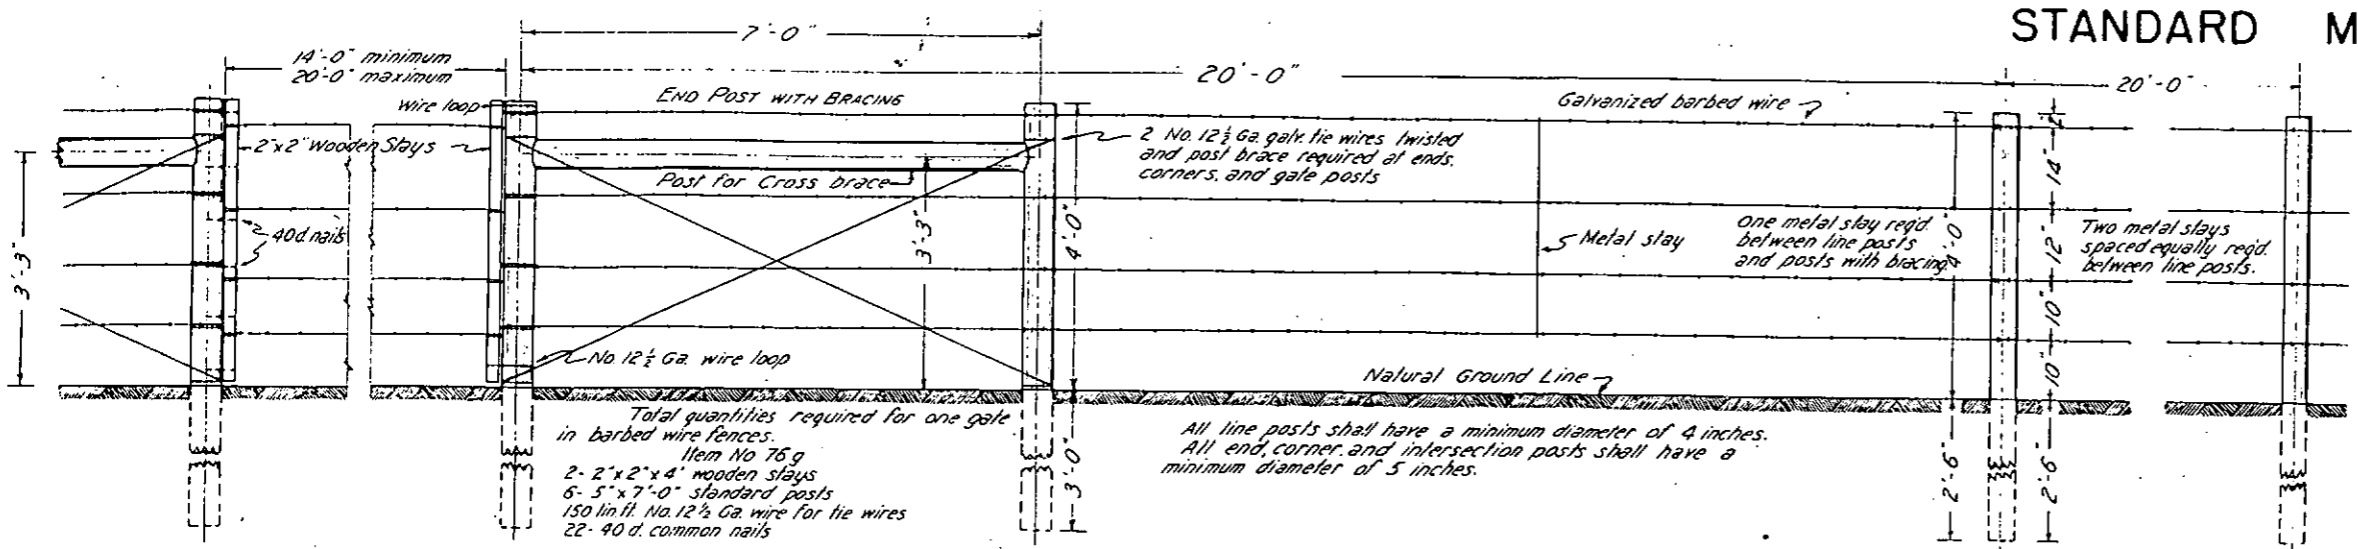 STANDARD M
7'-0"
14'-0" minimum
20'-0" maximum
20'-0"
20'-0"
wire loop
END POST WITH BRACING
Galvanized barbed wire
2"x2" Wooden Stays
2 No. 12½ Ga. galv. tie wires twisted
and post brace required at ends,
corners, and gate posts
Post for Cross brace
2"
14"
12"
10"
10"
40d nails
3'-3"
3'-3"
4'-0"
4'-0"
Metal stay
One metal stay reqd.
between line posts
and posts with bracing.
Two metal stays
spaced equally reqd.
between line posts.
No 12½ Ga. wire loop
Natural Ground Line
Total quantities required for one gate
in barbed wire fences.
Item No 76g
2- 2"x2"x4' wooden stays
6- 5"x7'-0" standard posts
150 lin.ft. No. 12½ Ga. wire for tie wires
22- 40 d. common nails
All line posts shall have a minimum diameter of 4 inches.
All end, corner, and intersection posts shall have a
minimum diameter of 5 inches.
3'-0"
2'-6"
2'-6"